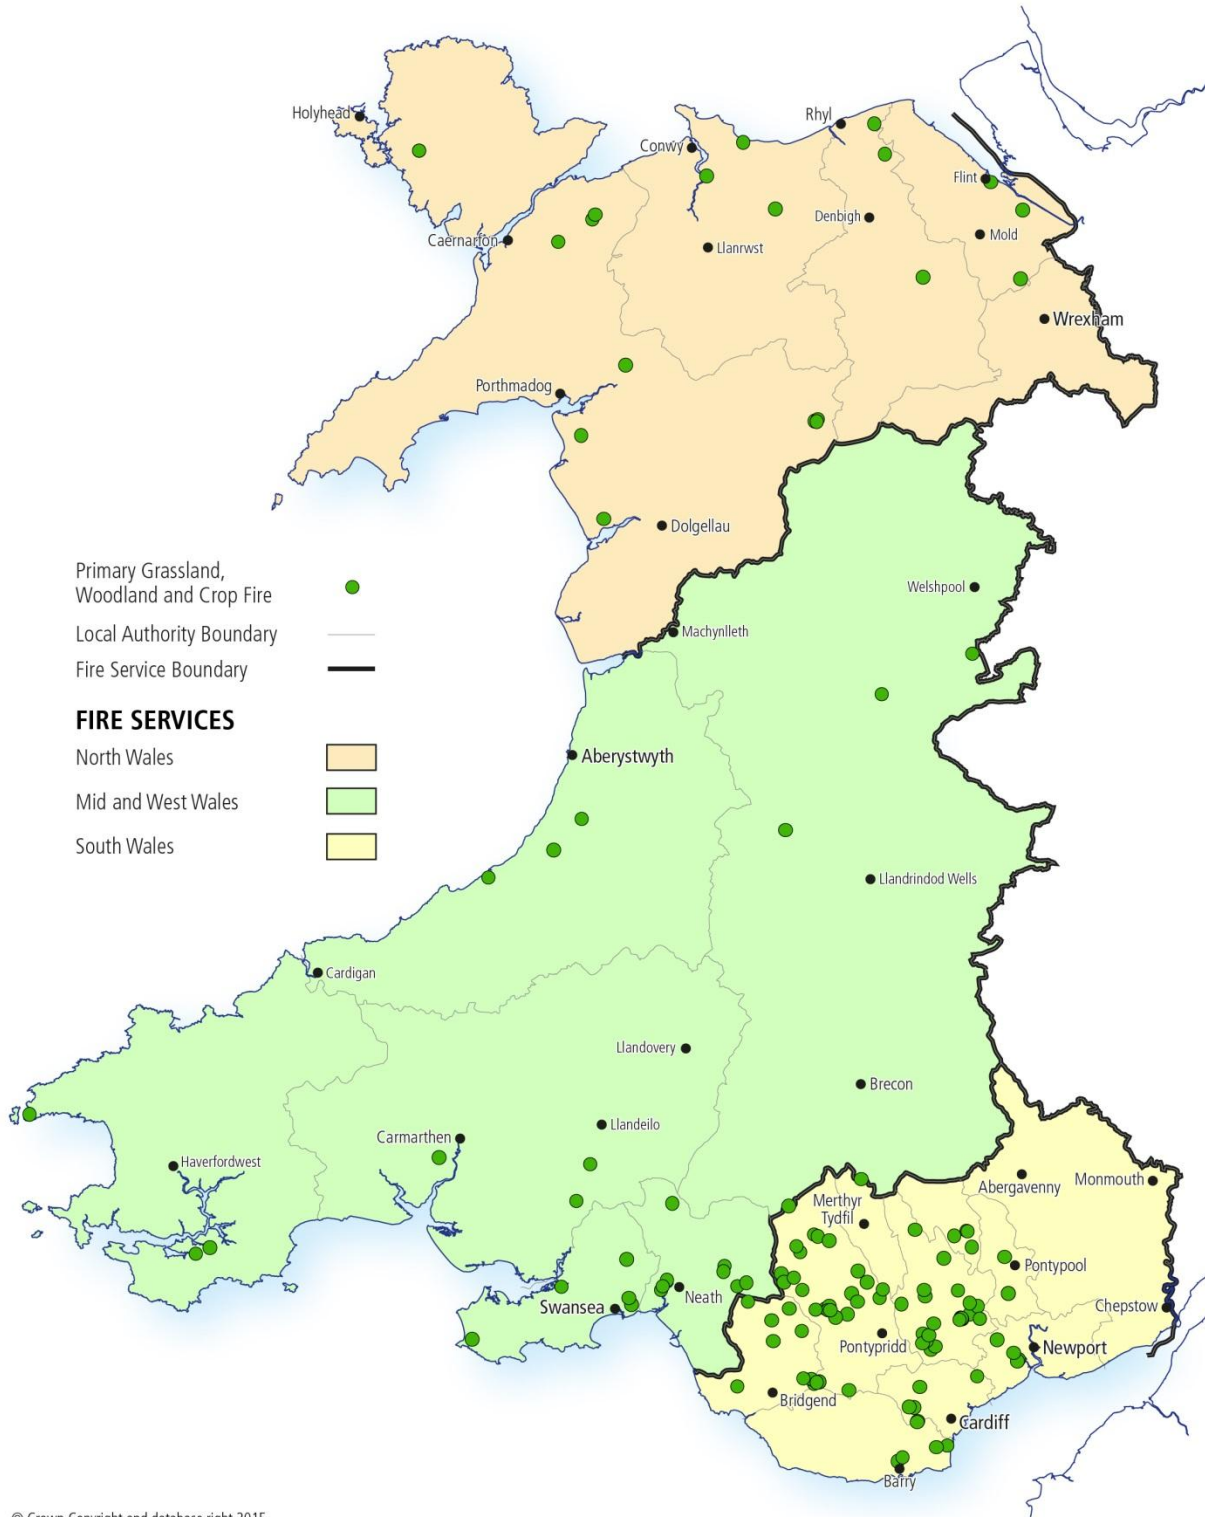 Holyhead
Rhyl
Conwy
Flint
Denbigh
Mold
Caernarfon
Llanrwst
Wrexham
Porthmadog
Dolgellau
Primary Grassland,
Woodland and Crop Fire
Local Authority Boundary
Fire Service Boundary
FIRE SERVICES
North Wales
Mid and West Wales
South Wales
Welshpool
Machynlleth
Aberystwyth
Llandrindod Wells
Cardigan
Llandovery
Brecon
Llandeilo
Carmarthen
Haverfordwest
Abergavenny
Monmouth
Merthyr
Tydfil
Pontypool
Neath
Chepstow
Swansea
Pontypridd
Newport
Bridgend
Cardiff
Barry
© Crown Copyright and database right 2015